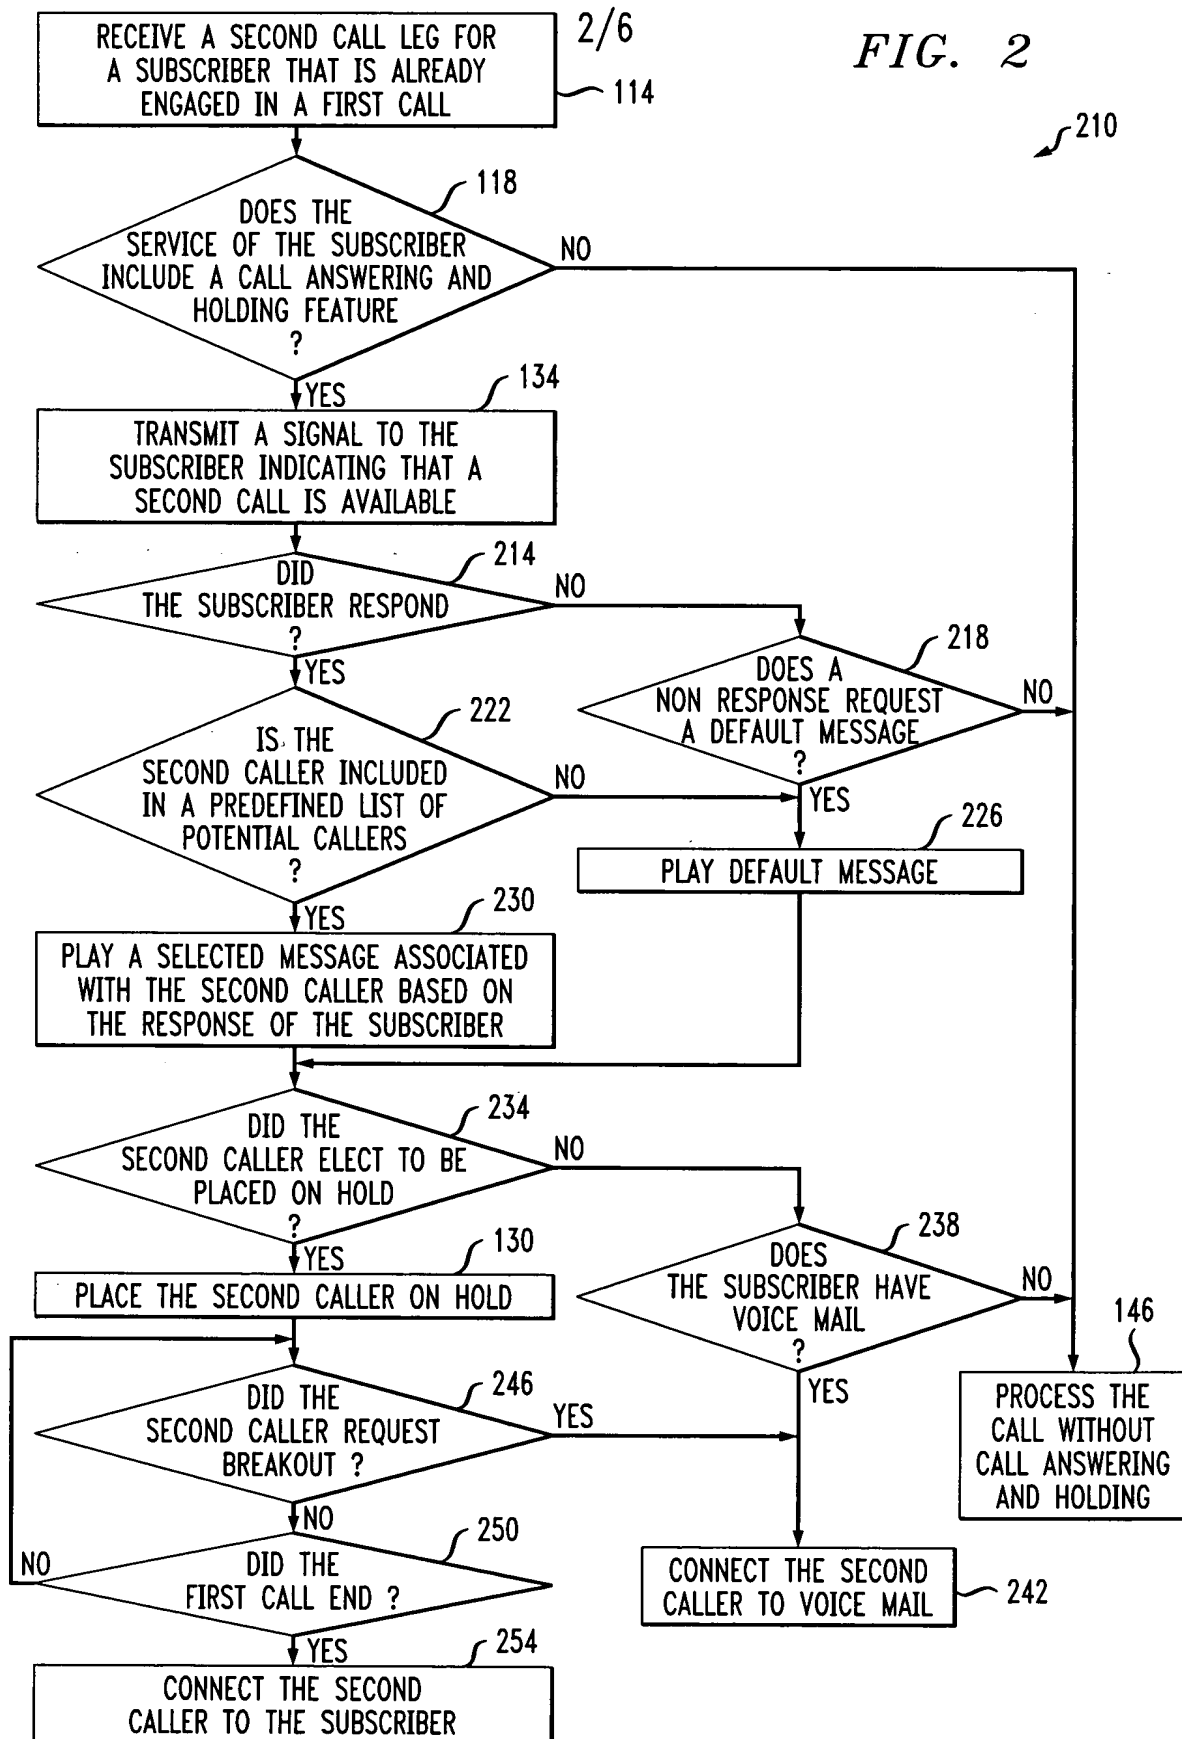 RECEIVE A SECOND CALL LEG FOR
A SUBSCRIBER THAT IS ALREADY
ENGAGED IN A FIRST CALL
2/6
FIG. 2
114
210
118
DOES THE
SERVICE OF THE SUBSCRIBER
INCLUDE A CALL ANSWERING AND
HOLDING FEATURE
?
NO
YES
134
TRANSMIT A SIGNAL TO THE
SUBSCRIBER INDICATING THAT A
SECOND CALL IS AVAILABLE
214
DID
THE SUBSCRIBER RESPOND
?
NO
YES
218
DOES A
NON RESPONSE REQUEST
A DEFAULT MESSAGE
?
NO
YES
222
IS THE
SECOND CALLER INCLUDED
IN A PREDEFINED LIST OF
POTENTIAL CALLERS
?
NO
YES
226
PLAY DEFAULT MESSAGE
230
PLAY A SELECTED MESSAGE ASSOCIATED
WITH THE SECOND CALLER BASED ON
THE RESPONSE OF THE SUBSCRIBER
234
DID THE
SECOND CALLER ELECT TO BE
PLACED ON HOLD
?
NO
YES
238
DOES
THE SUBSCRIBER HAVE
VOICE MAIL
?
NO
YES
130
PLACE THE SECOND CALLER ON HOLD
146
PROCESS THE
CALL WITHOUT
CALL ANSWERING
AND HOLDING
246
DID THE
SECOND CALLER REQUEST
BREAKOUT ?
YES
NO
250
DID THE
FIRST CALL END ?
NO
YES
CONNECT THE SECOND
CALLER TO VOICE MAIL
242
254
CONNECT THE SECOND
CALLER TO THE SUBSCRIBER